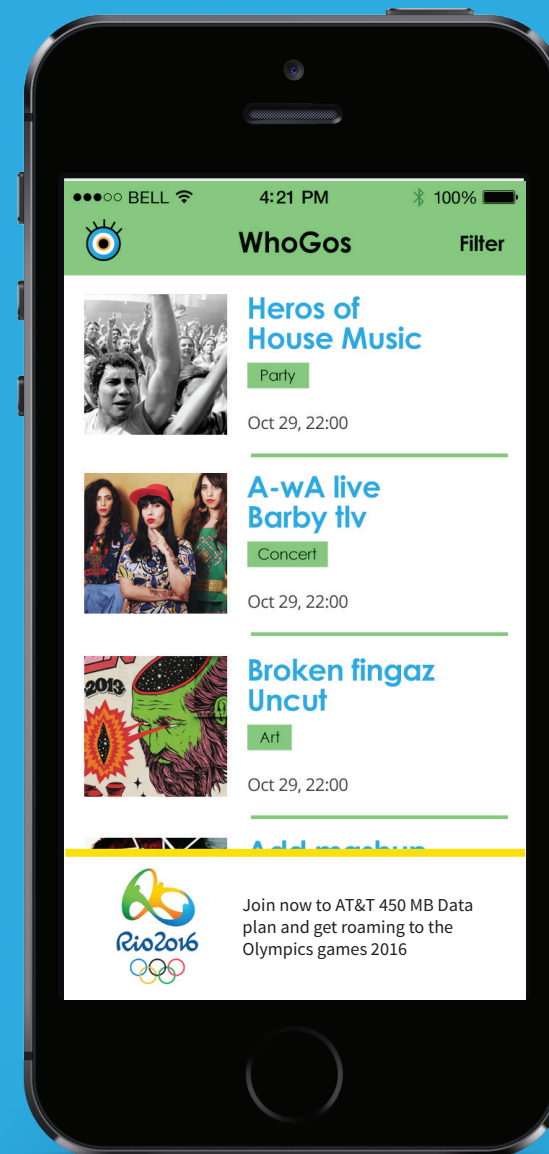 BELL
4:21 PM
100%
WhoGos
Filter
Heros of
House Music
Party
Oct 29, 22:00
A-wA live
Barby tlv
Concert
Oct 29, 22:00
2013
Broken fingaz
Uncut
Art
Oct 29, 22:00
Add mashup
Rio2016
Join now to AT&T 450 MB Data
plan and get roaming to the
Olympics games 2016